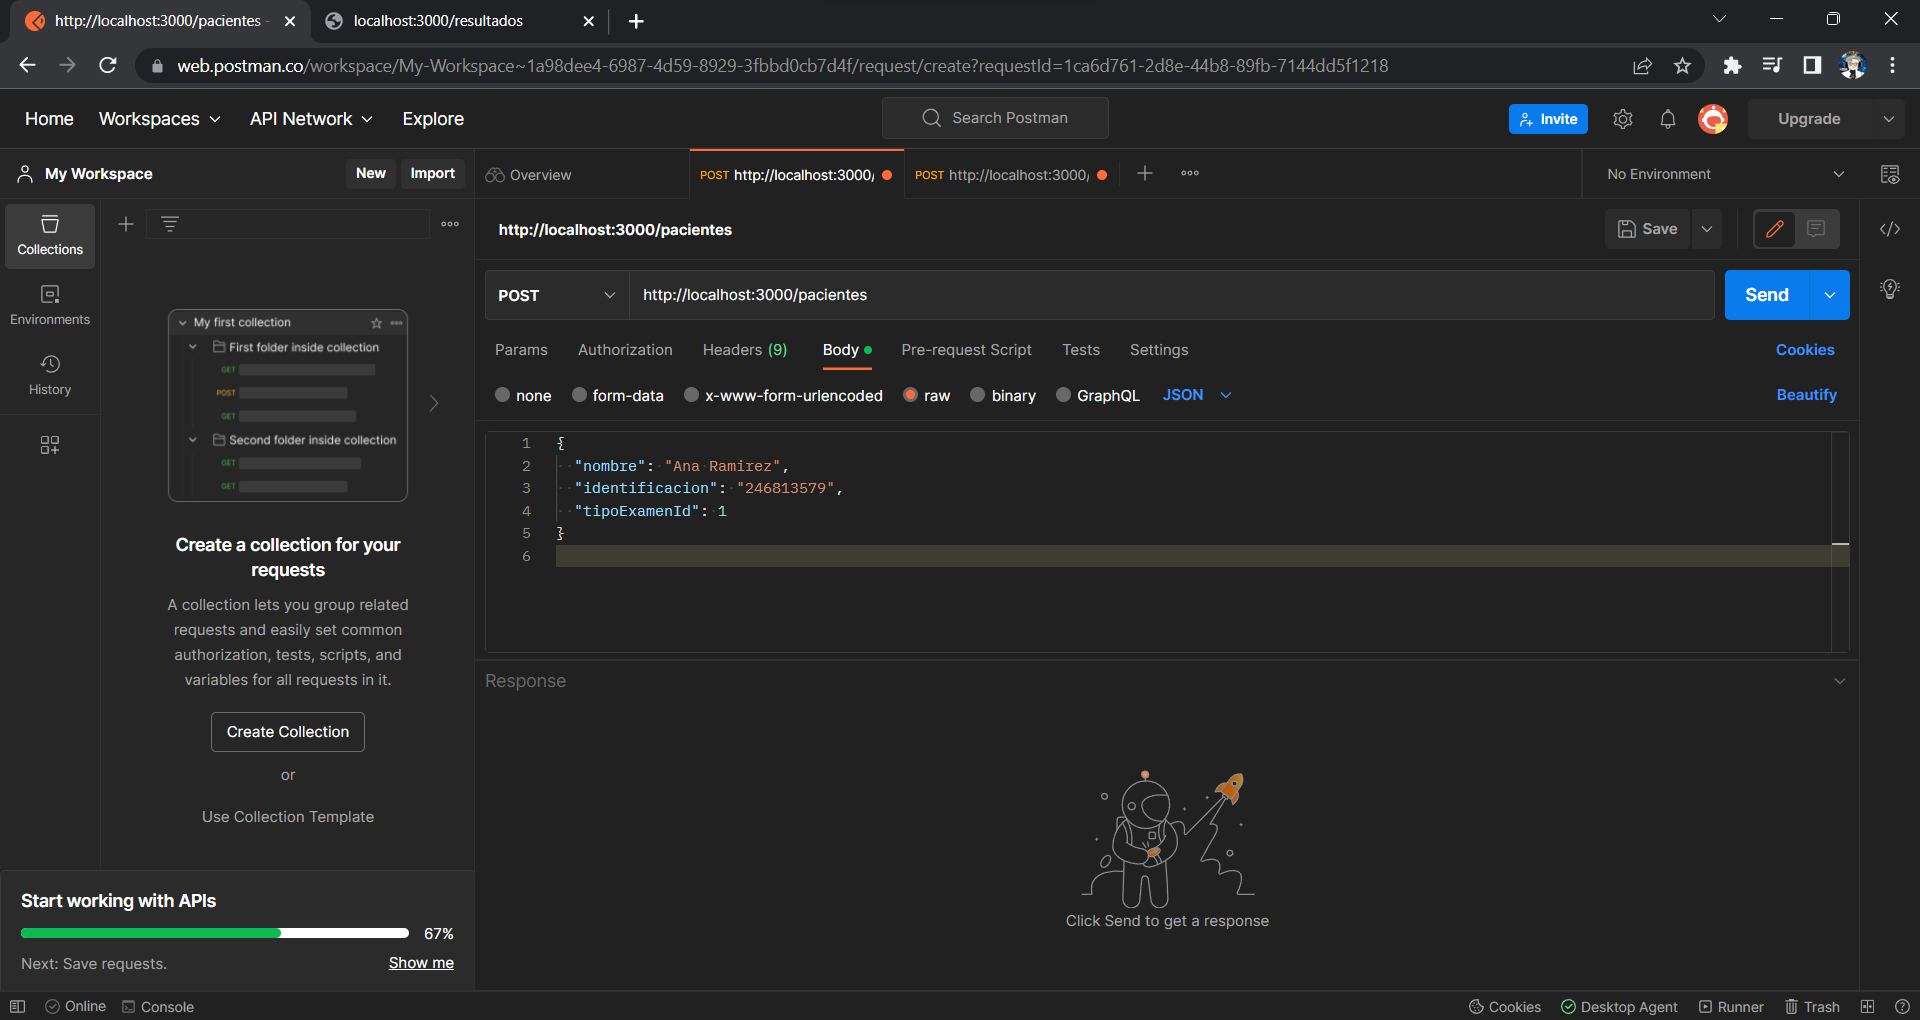 http://localhost:3000/pacientes -
localhost:3000/resultados
web.postman.co/workspace/My-Workspace~1a98dee4-6987-4d59-8929-3fbbd0cb7d4f/request/create?requestId=1ca6d761-2d8e-44b8-89fb-7144dd5f1218
Home Workspaces API Network Explore
Search Postman
Invite
Upgrade
My Workspace
New Import
Overview
POST http://localhost:3000/
POST http://localhost:3000/
No Environment
Collections
Environments
History
My first collection
First folder inside collection
GET
POST
GET
Second folder inside collection
GET
GET
Create a collection for your
requests
A collection lets you group related
requests and easily set common
authorization, tests, scripts, and
variables for all requests in it.
Create Collection
or
Use Collection Template
Start working with APIs
67%
Next: Save requests.
Show me
http://localhost:3000/pacientes
Save
POST
http://localhost:3000/pacientes
Send
Params Authorization Headers (9) Body Pre-request Script Tests Settings
Cookies
none form-data x-www-form-urlencoded raw binary GraphQL JSON
Beautify
1 {
2 "nombre": "Ana Ramirez",
3 "identificacion": "246813579",
4 "tipoExamenId": 1
5 }
6
Response
Click Send to get a response
Online Console
Cookies Desktop Agent Runner Trash